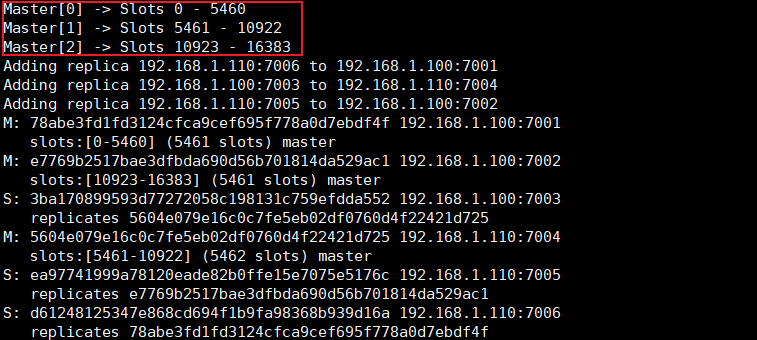 Master[0] -> Slots 0 - 5460
Master[1] -> Slots 5461 - 10922
Master[2] -> Slots 10923 - 16383
Adding replica 192.168.1.110:7006 to 192.168.1.100:7001
Adding replica 192.168.1.100:7003 to 192.168.1.110:7004
Adding replica 192.168.1.110:7005 to 192.168.1.100:7002
M: 78abe3fd1fd3124cfca9cef695f778a0d7ebdf4f 192.168.1.100:7001
slots:[0-5460] (5461 slots) master
M: e7769b2517bae3dfbda690d56b701814da529ac1 192.168.1.100:7002
slots:[10923-16383] (5461 slots) master
S: 3ba170899593d77272058c198131c759efdda552 192.168.1.100:7003
replicates 5604e079e16c0c7fe5eb02df0760d4f22421d725
M: 5604e079e16c0c7fe5eb02df0760d4f22421d725 192.168.1.110:7004
slots:[5461-10922] (5462 slots) master
S: ea97741999a78120eade82b0ffe15e7075e5176c 192.168.1.110:7005
replicates e7769b2517bae3dfbda690d56b701814da529ac1
S: d61248125347e868cd694f1b9fa98368b939d16a 192.168.1.110:7006
replicates 78abe3fd1fd3124cfca9cef695f778a0d7ebdf4f